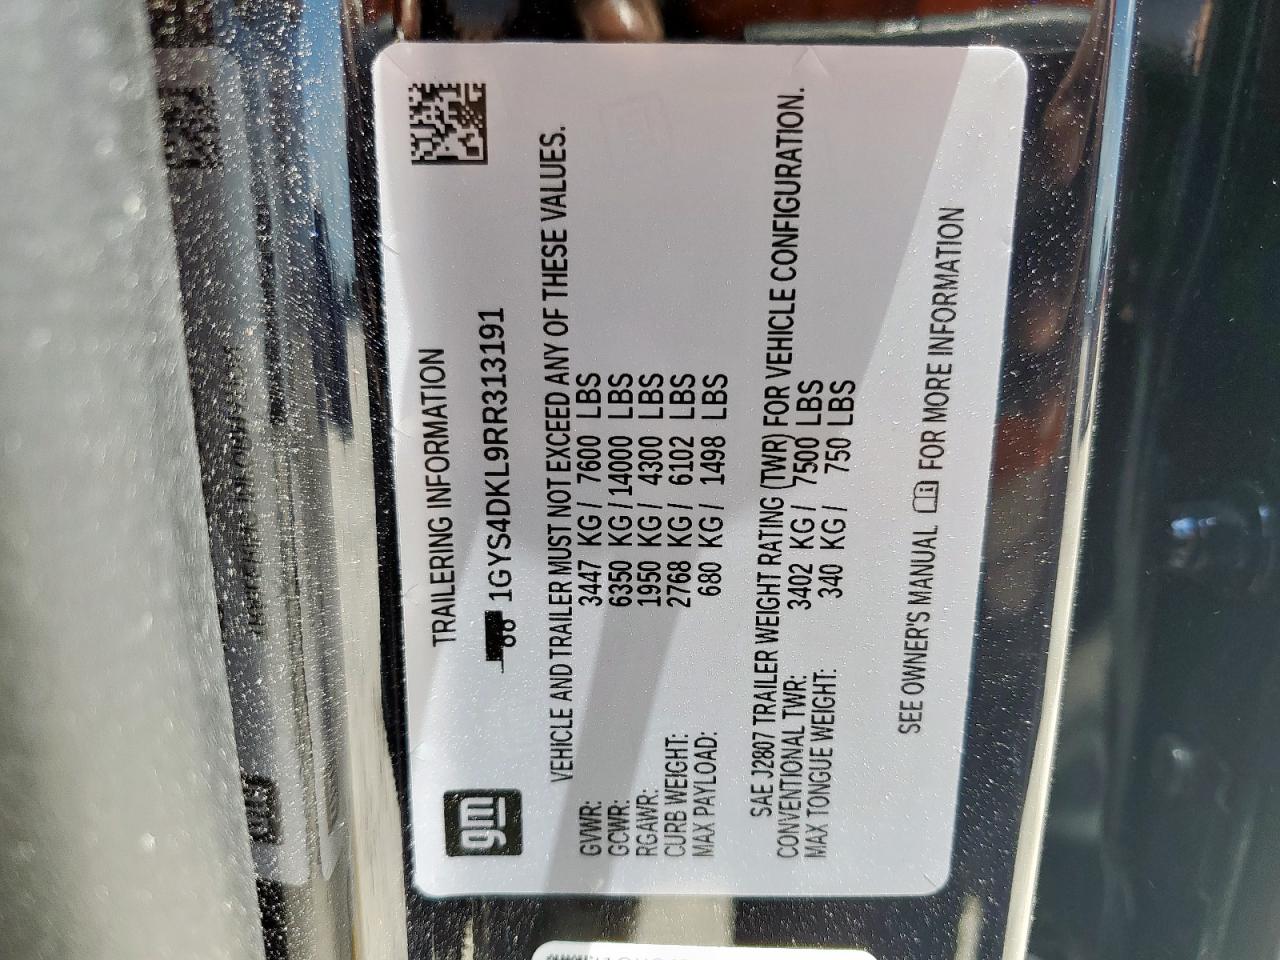 TRAILERING INFORMATION
1GYS4DKL9RR313191
gm
VEHICLE AND TRAILER MUST NOT EXCEED ANY OF THESE VALUES.
GVWR: 3447 KG / 7600 LBS
GCWR: 6350 KG /14000 LBS
RGAWR: 1950 KG / 4300 LBS
CURB WEIGHT: 2768 KG / 6102 LBS
MAX PAYLOAD: 680 KG / 1498 LBS
SAE J2807 TRAILER WEIGHT RATING (TWR) FOR VEHICLE CONFIGURATION.
CONVENTIONAL TWR: 3402 KG / 7500 LBS
MAX TONGUE WEIGHT: 340 KG / 750 LBS
SEE OWNER'S MANUAL FOR MORE INFORMATION